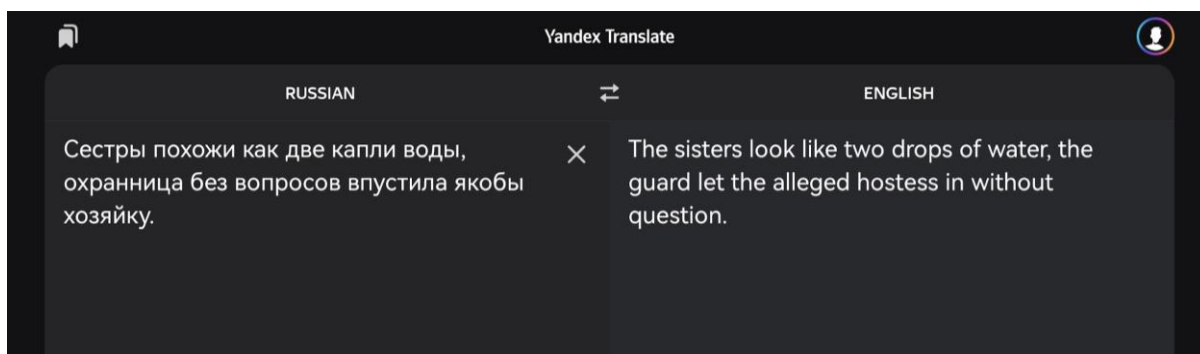 Yandex Translate
RUSSIAN
ENGLISH
Сестры похожи как две капли воды,
охранница без вопросов впустила якобы
хозяйку.
The sisters look like two drops of water, the
guard let the alleged hostess in without
question.